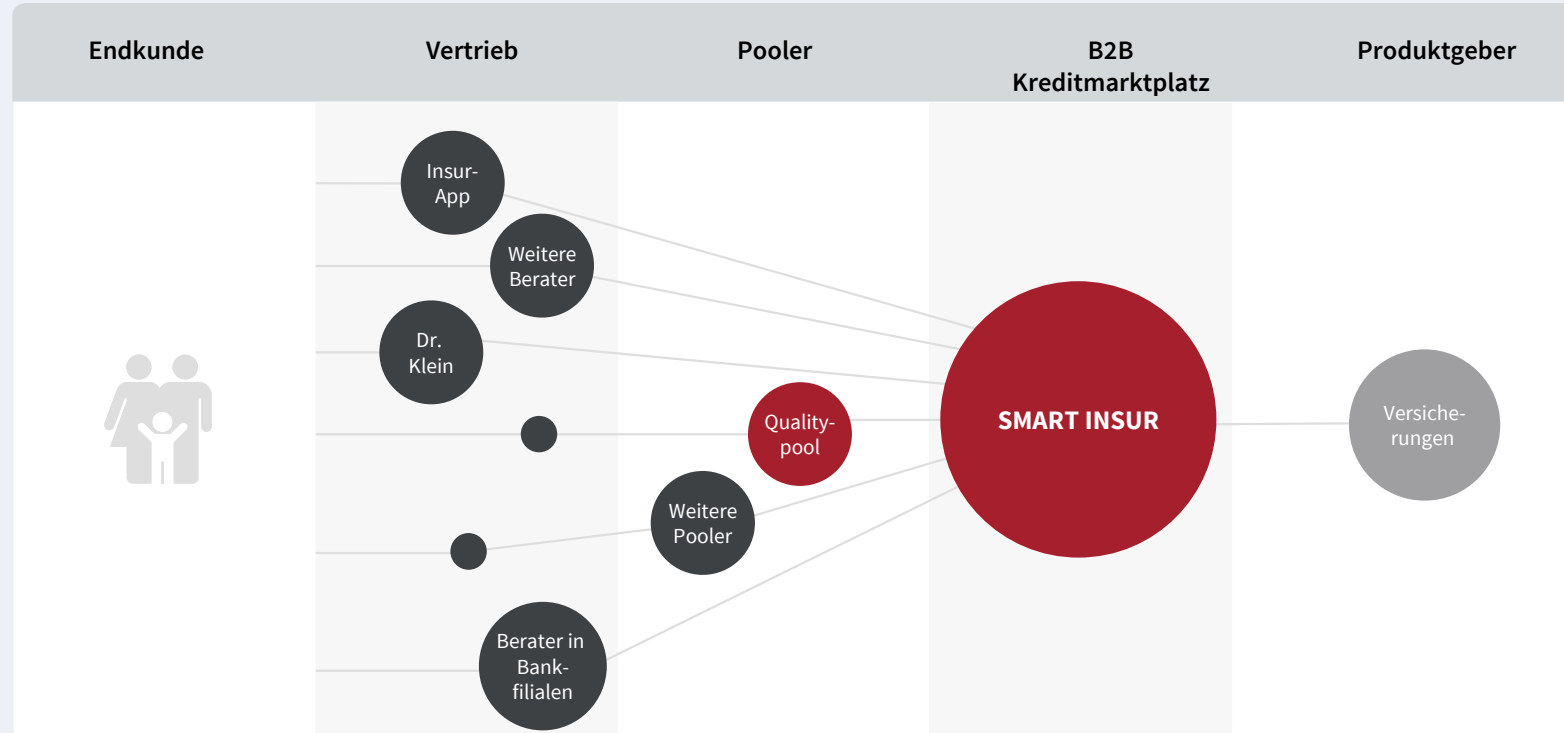 Endkunde
Vertrieb
Pooler
B2B
Kreditmarktplatz
Produktgeber
Insur-
App
Weitere
Berater
Dr.
Klein
Quality-
pool
Weitere
Pooler
Berater in
Bank-
filialen
SMART INSUR
Versiche-
rungen